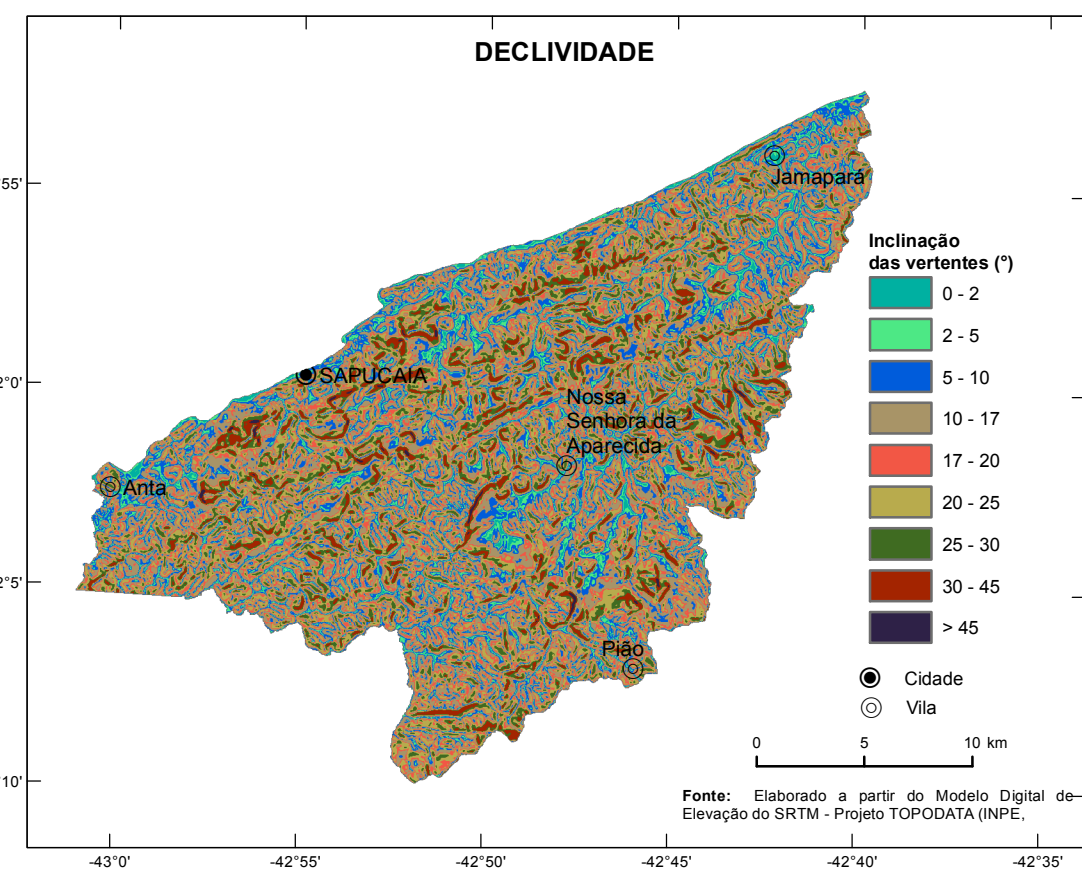 DECLIVIDADE
Jamapará
SAPUCAIA
Nossa
Senhora da
Aparecida
Anta
Pião
Inclinação
das vertentes (°)
0 - 2
2 - 5
5 - 10
10 - 17
17 - 20
20 - 25
25 - 30
30 - 45
> 45
Cidade
Vila
0 5 10 km
Fonte: Elaborado a partir do Modelo Digital de
Elevação do SRTM - Projeto TOPODATA (INPE,
55'
2°0'
2°5'
°10'
-43°0' -42°55' -42°50' -42°45' -42°40' -42°35'